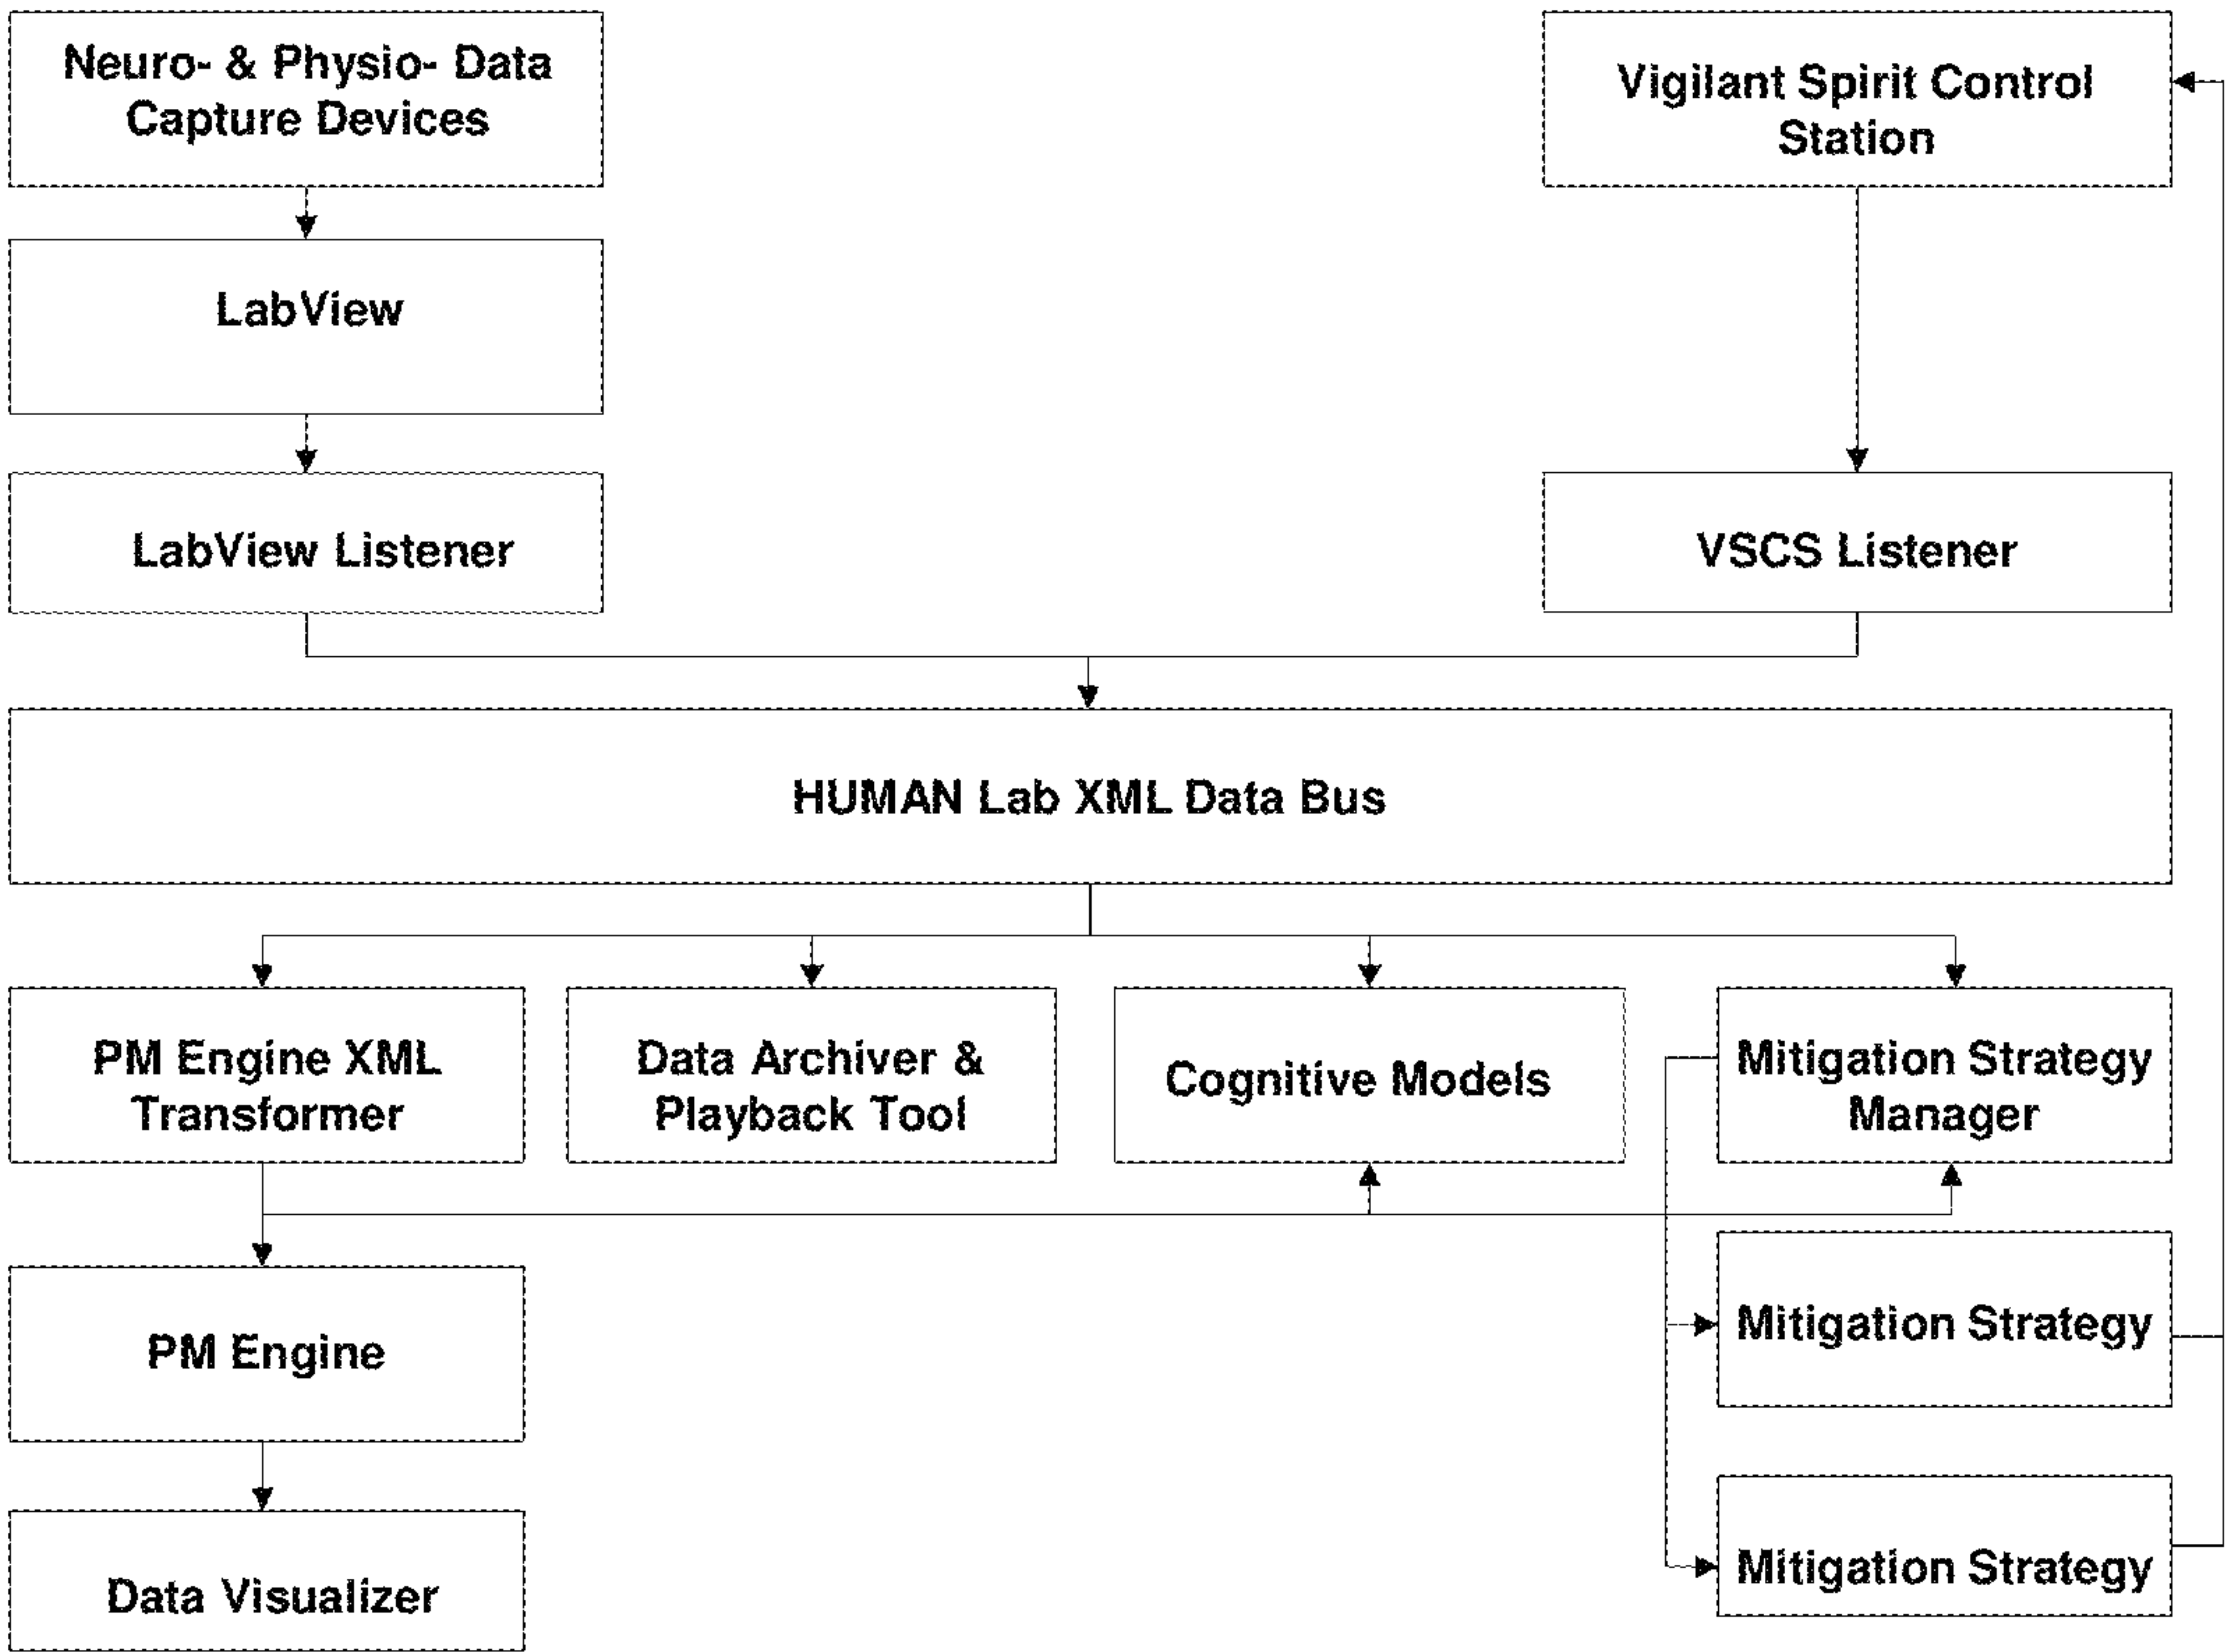 Neuro- & Physio- Data
Capture Devices
Vigilant Spirit Control
Station
LabView
LabView Listener
VSCS Listener
HUMAN Lab XML Data Bus
PM Engine XML
Transformer
Data Archiver &
Playback Tool
Cognitive Models
Mitigation Strategy
Manager
PM Engine
Mitigation Strategy
Data Visualizer
Mitigation Strategy